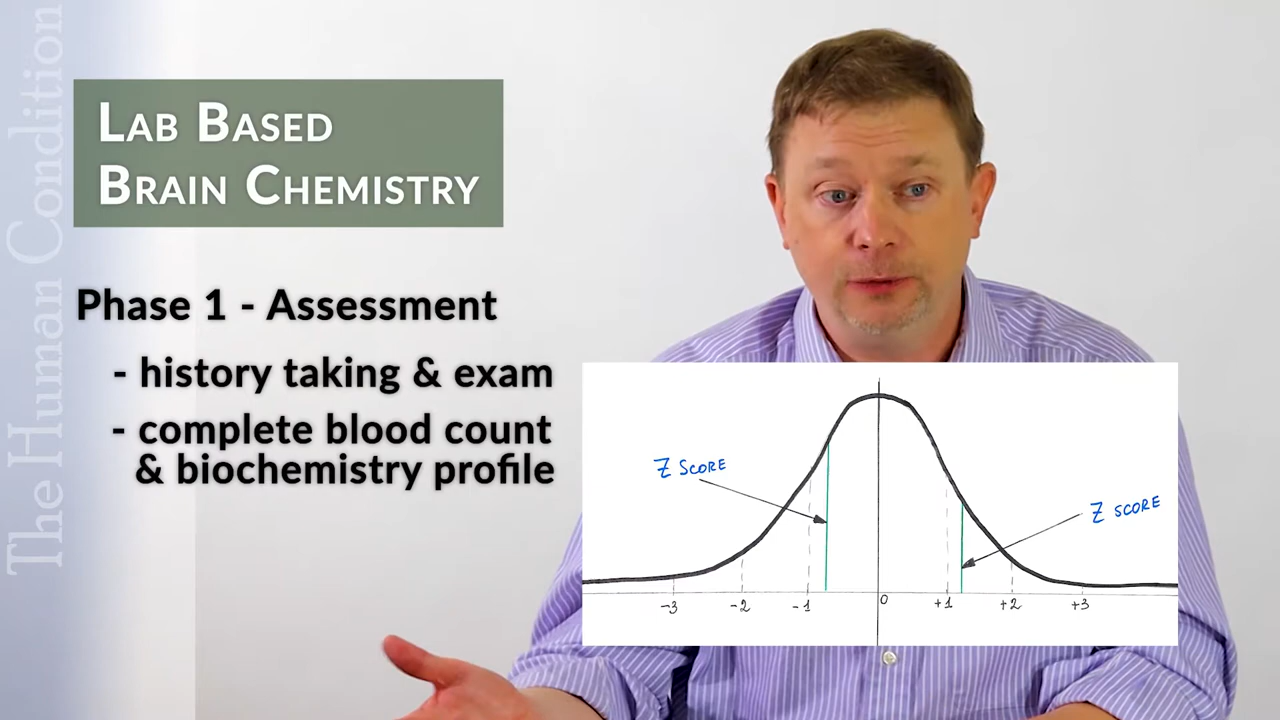 The Human Condition
LAB BASED
BRAIN CHEMISTRY
Phase 1 - Assessment
- history taking & exam
- complete blood count
& biochemistry profile
Z SCORE
Z SCORE
-3 -2 -1 0 +1 +2 +3